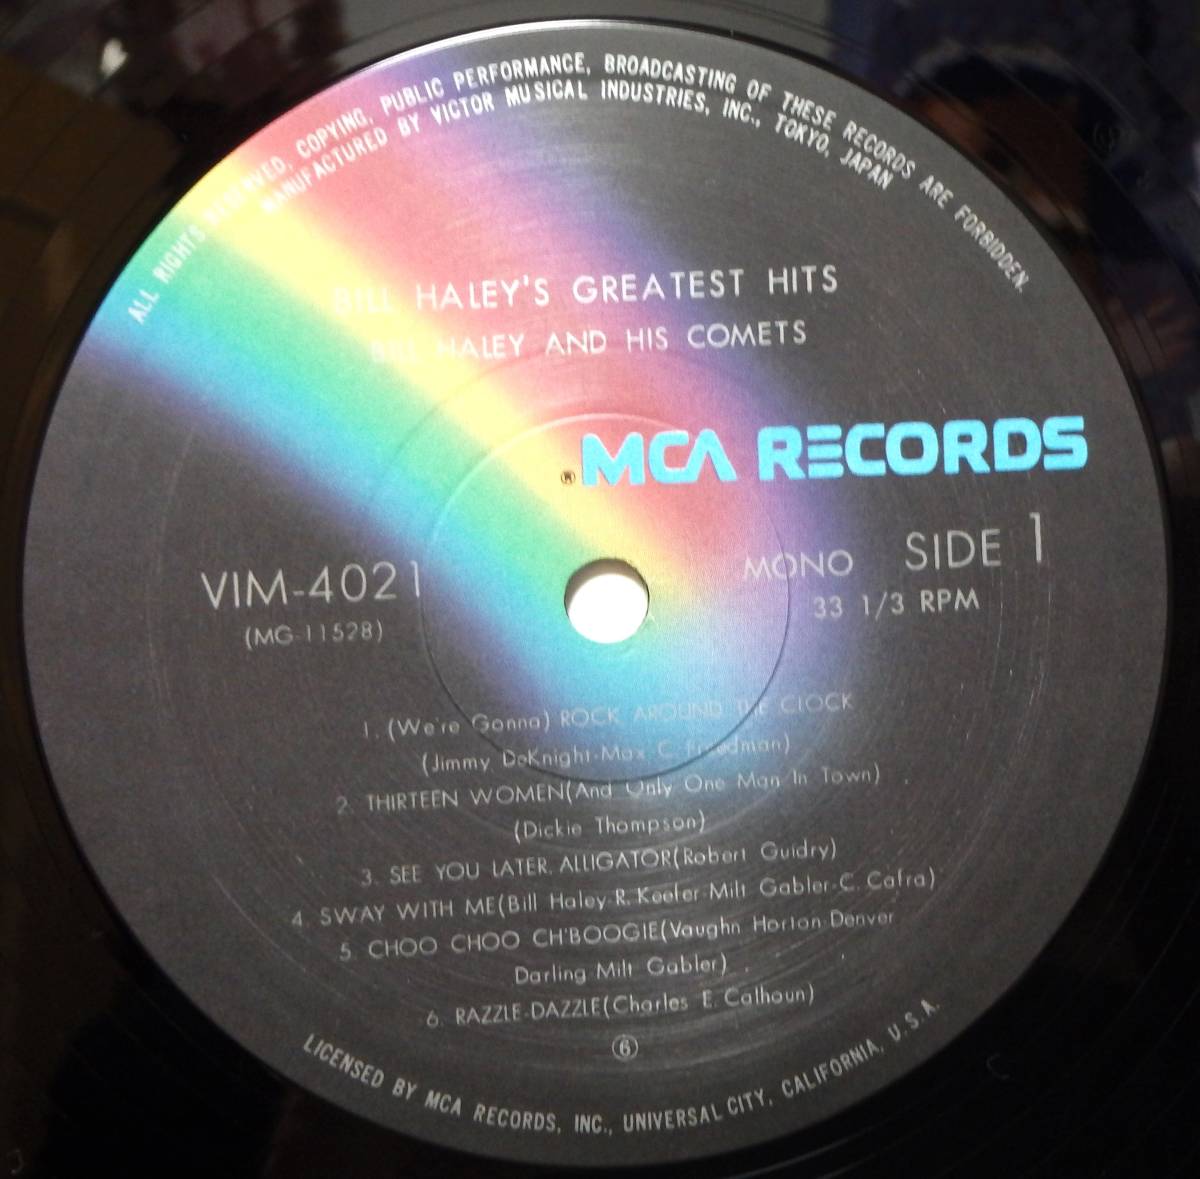 ALL RIGHTS RESERVED. COPYING, PUBLIC PERFORMANCE, BROADCASTING OF THESE RECORDS ARE FORBIDDEN.
MANUFACTURED BY VICTOR MUSICAL INDUSTRIES, INC., TOKYO, JAPAN
BILL HALEY'S GREATEST HITS
BILL HALEY AND HIS COMETS
® MCA RECORDS
VIM-4021
(MG-11528)
MONO SIDE 1
33 1/3 RPM
1. (We're Gonna) ROCK AROUND THE CLOCK
(Jimmy DeKnight-Max C. Freedman)
2. THIRTEEN WOMEN(And Only One Man In Town)
(Dickie Thompson)
3. SEE YOU LATER, ALLIGATOR(Robert Guidry)
4. SWAY WITH ME(Bill Haley-R. Keefer-Milt Gabler-C. Cafra)
5. CHOO CHOO CH'BOOGIE(Vaughn Horton-Denver
Darling Milt Gabler)
6. RAZZLE-DAZZLE(Charles E. Calhoun)
⑥
LICENSED BY MCA RECORDS, INC., UNIVERSAL CITY, CALIFORNIA, U.S.A.